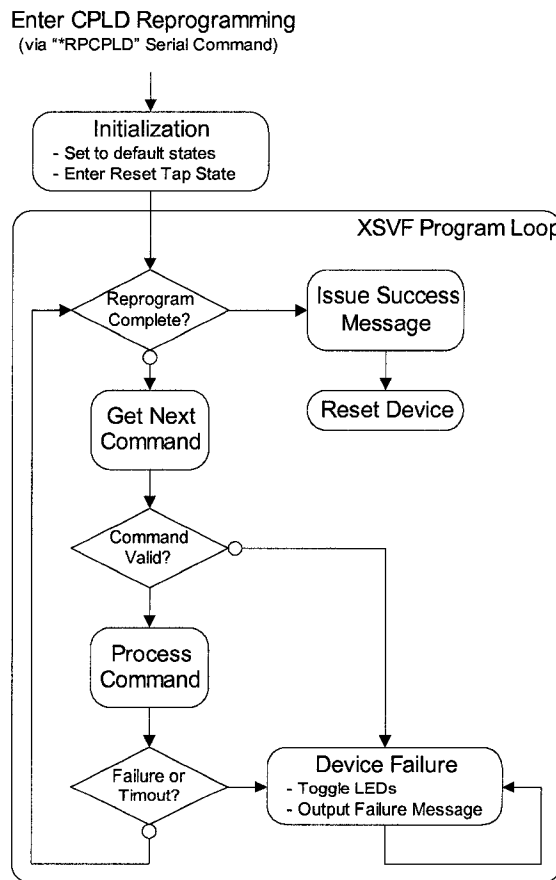 Enter CPLD Reprogramming
(via "*RPCPLD" Serial Command)
Initialization
- Set to default states
- Enter Reset Tap State
XSVF Program Loop
Reprogram
Complete?
Issue Success
Message
Reset Device
Get Next
Command
Command
Valid?
Process
Command
Failure or
Timout?
Device Failure
- Toggle LEDs
- Output Failure Message